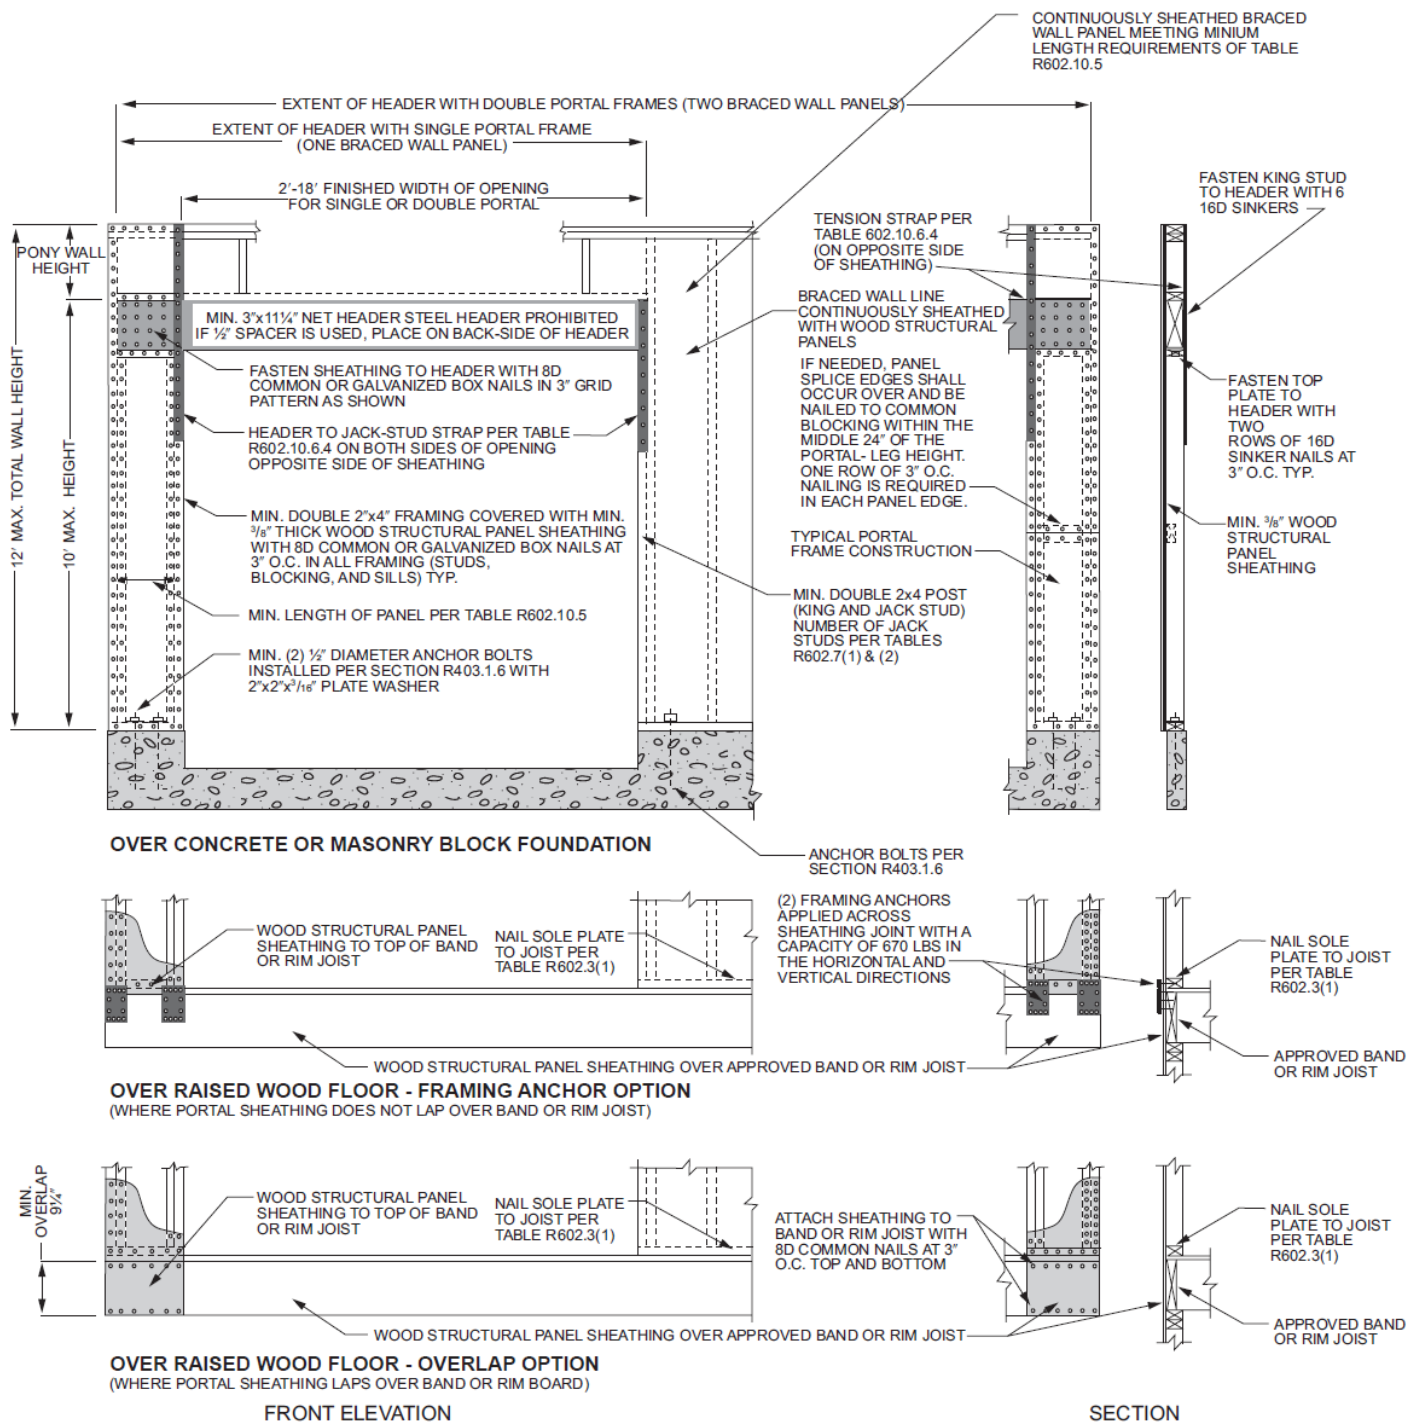 CONTINUOUSLY SHEATHED BRACED
WALL PANEL MEETING MINIUM
LENGTH REQUIREMENTS OF TABLE
R602.10.5
EXTENT OF HEADER WITH DOUBLE PORTAL FRAMES (TWO BRACED WALL PANELS)
EXTENT OF HEADER WITH SINGLE PORTAL FRAME
(ONE BRACED WALL PANEL)
2′-18′ FINISHED WIDTH OF OPENING
FOR SINGLE OR DOUBLE PORTAL
FASTEN KING STUD
TO HEADER WITH 6
16D SINKERS
TENSION STRAP PER
TABLE 602.10.6.4
(ON OPPOSITE SIDE
OF SHEATHING)
PONY WALL
HEIGHT
12′ MAX. TOTAL WALL HEIGHT
10′ MAX. HEIGHT
MIN. 3″x11¼″ NET HEADER STEEL HEADER PROHIBITED
IF ½″ SPACER IS USED, PLACE ON BACK-SIDE OF HEADER
BRACED WALL LINE
CONTINUOUSLY SHEATHED
WITH WOOD STRUCTURAL
PANELS
FASTEN SHEATHING TO HEADER WITH 8D
COMMON OR GALVANIZED BOX NAILS IN 3″ GRID
PATTERN AS SHOWN
IF NEEDED, PANEL
SPLICE EDGES SHALL
OCCUR OVER AND BE
NAILED TO COMMON
BLOCKING WITHIN THE
MIDDLE 24″ OF THE
PORTAL- LEG HEIGHT.
ONE ROW OF 3″ O.C.
NAILING IS REQUIRED
IN EACH PANEL EDGE.
FASTEN TOP
PLATE TO
HEADER WITH
TWO
ROWS OF 16D
SINKER NAILS AT
3″ O.C. TYP.
HEADER TO JACK-STUD STRAP PER TABLE
R602.10.6.4 ON BOTH SIDES OF OPENING
OPPOSITE SIDE OF SHEATHING
MIN. DOUBLE 2″x4″ FRAMING COVERED WITH MIN.
³/₈″ THICK WOOD STRUCTURAL PANEL SHEATHING
WITH 8D COMMON OR GALVANIZED BOX NAILS AT
3″ O.C. IN ALL FRAMING (STUDS,
BLOCKING, AND SILLS) TYP.
TYPICAL PORTAL
FRAME CONSTRUCTION
MIN. ³/₈″ WOOD
STRUCTURAL
PANEL
SHEATHING
MIN. LENGTH OF PANEL PER TABLE R602.10.5
MIN. DOUBLE 2x4 POST
(KING AND JACK STUD)
NUMBER OF JACK
STUDS PER TABLES
R602.7(1) & (2)
MIN. (2) ½″ DIAMETER ANCHOR BOLTS
INSTALLED PER SECTION R403.1.6 WITH
2″x2″x³/₁₆″ PLATE WASHER
OVER CONCRETE OR MASONRY BLOCK FOUNDATION
ANCHOR BOLTS PER
SECTION R403.1.6
WOOD STRUCTURAL PANEL
SHEATHING TO TOP OF BAND
OR RIM JOIST
NAIL SOLE PLATE
TO JOIST PER
TABLE R602.3(1)
(2) FRAMING ANCHORS
APPLIED ACROSS
SHEATHING JOINT WITH A
CAPACITY OF 670 LBS IN
THE HORIZONTAL AND
VERTICAL DIRECTIONS
NAIL SOLE
PLATE TO JOIST
PER TABLE
R602.3(1)
WOOD STRUCTURAL PANEL SHEATHING OVER APPROVED BAND OR RIM JOIST
APPROVED BAND
OR RIM JOIST
OVER RAISED WOOD FLOOR - FRAMING ANCHOR OPTION
(WHERE PORTAL SHEATHING DOES NOT LAP OVER BAND OR RIM JOIST)
MIN.
OVERLAP
9¼″
WOOD STRUCTURAL PANEL
SHEATHING TO TOP OF BAND
OR RIM JOIST
NAIL SOLE PLATE
TO JOIST PER
TABLE R602.3(1)
ATTACH SHEATHING TO
BAND OR RIM JOIST WITH
8D COMMON NAILS AT 3″
O.C. TOP AND BOTTOM
NAIL SOLE
PLATE TO JOIST
PER TABLE
R602.3(1)
WOOD STRUCTURAL PANEL SHEATHING OVER APPROVED BAND OR RIM JOIST
APPROVED BAND
OR RIM JOIST
OVER RAISED WOOD FLOOR - OVERLAP OPTION
(WHERE PORTAL SHEATHING LAPS OVER BAND OR RIM BOARD)
FRONT ELEVATION
SECTION